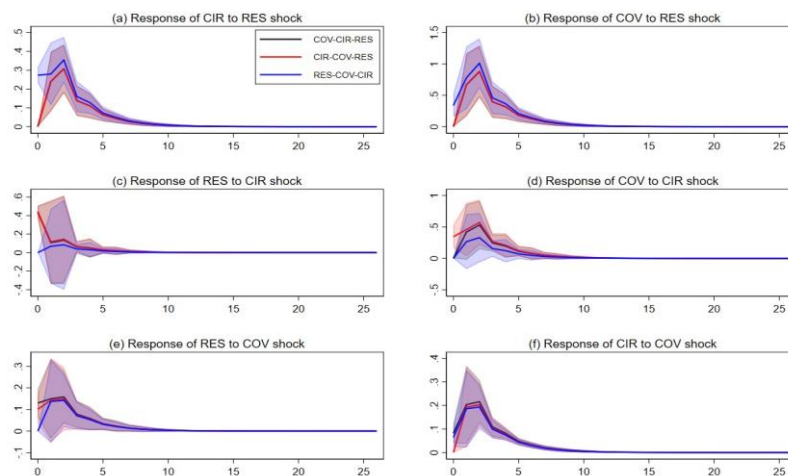 (a) Response of CIR to RES shock
(b) Response of COV to RES shock
COV-CIR-RES
CIR-COV-RES
RES-COV-CIR
0 .1 .2 .3 .4 .5
0 .5 1 1.5
0 5 10 15 20 25
0 5 10 15 20 25
(c) Response of RES to CIR shock
(d) Response of COV to CIR shock
-.4 -.2 0 .2 .4 .6
-.5 0 .5 1
0 5 10 15 20 25
0 5 10 15 20 25
(e) Response of RES to COV shock
(f) Response of CIR to COV shock
-.1 0 .1 .2 .3
0 .1 .2 .3 .4
0 5 10 15 20 25
0 5 10 15 20 25